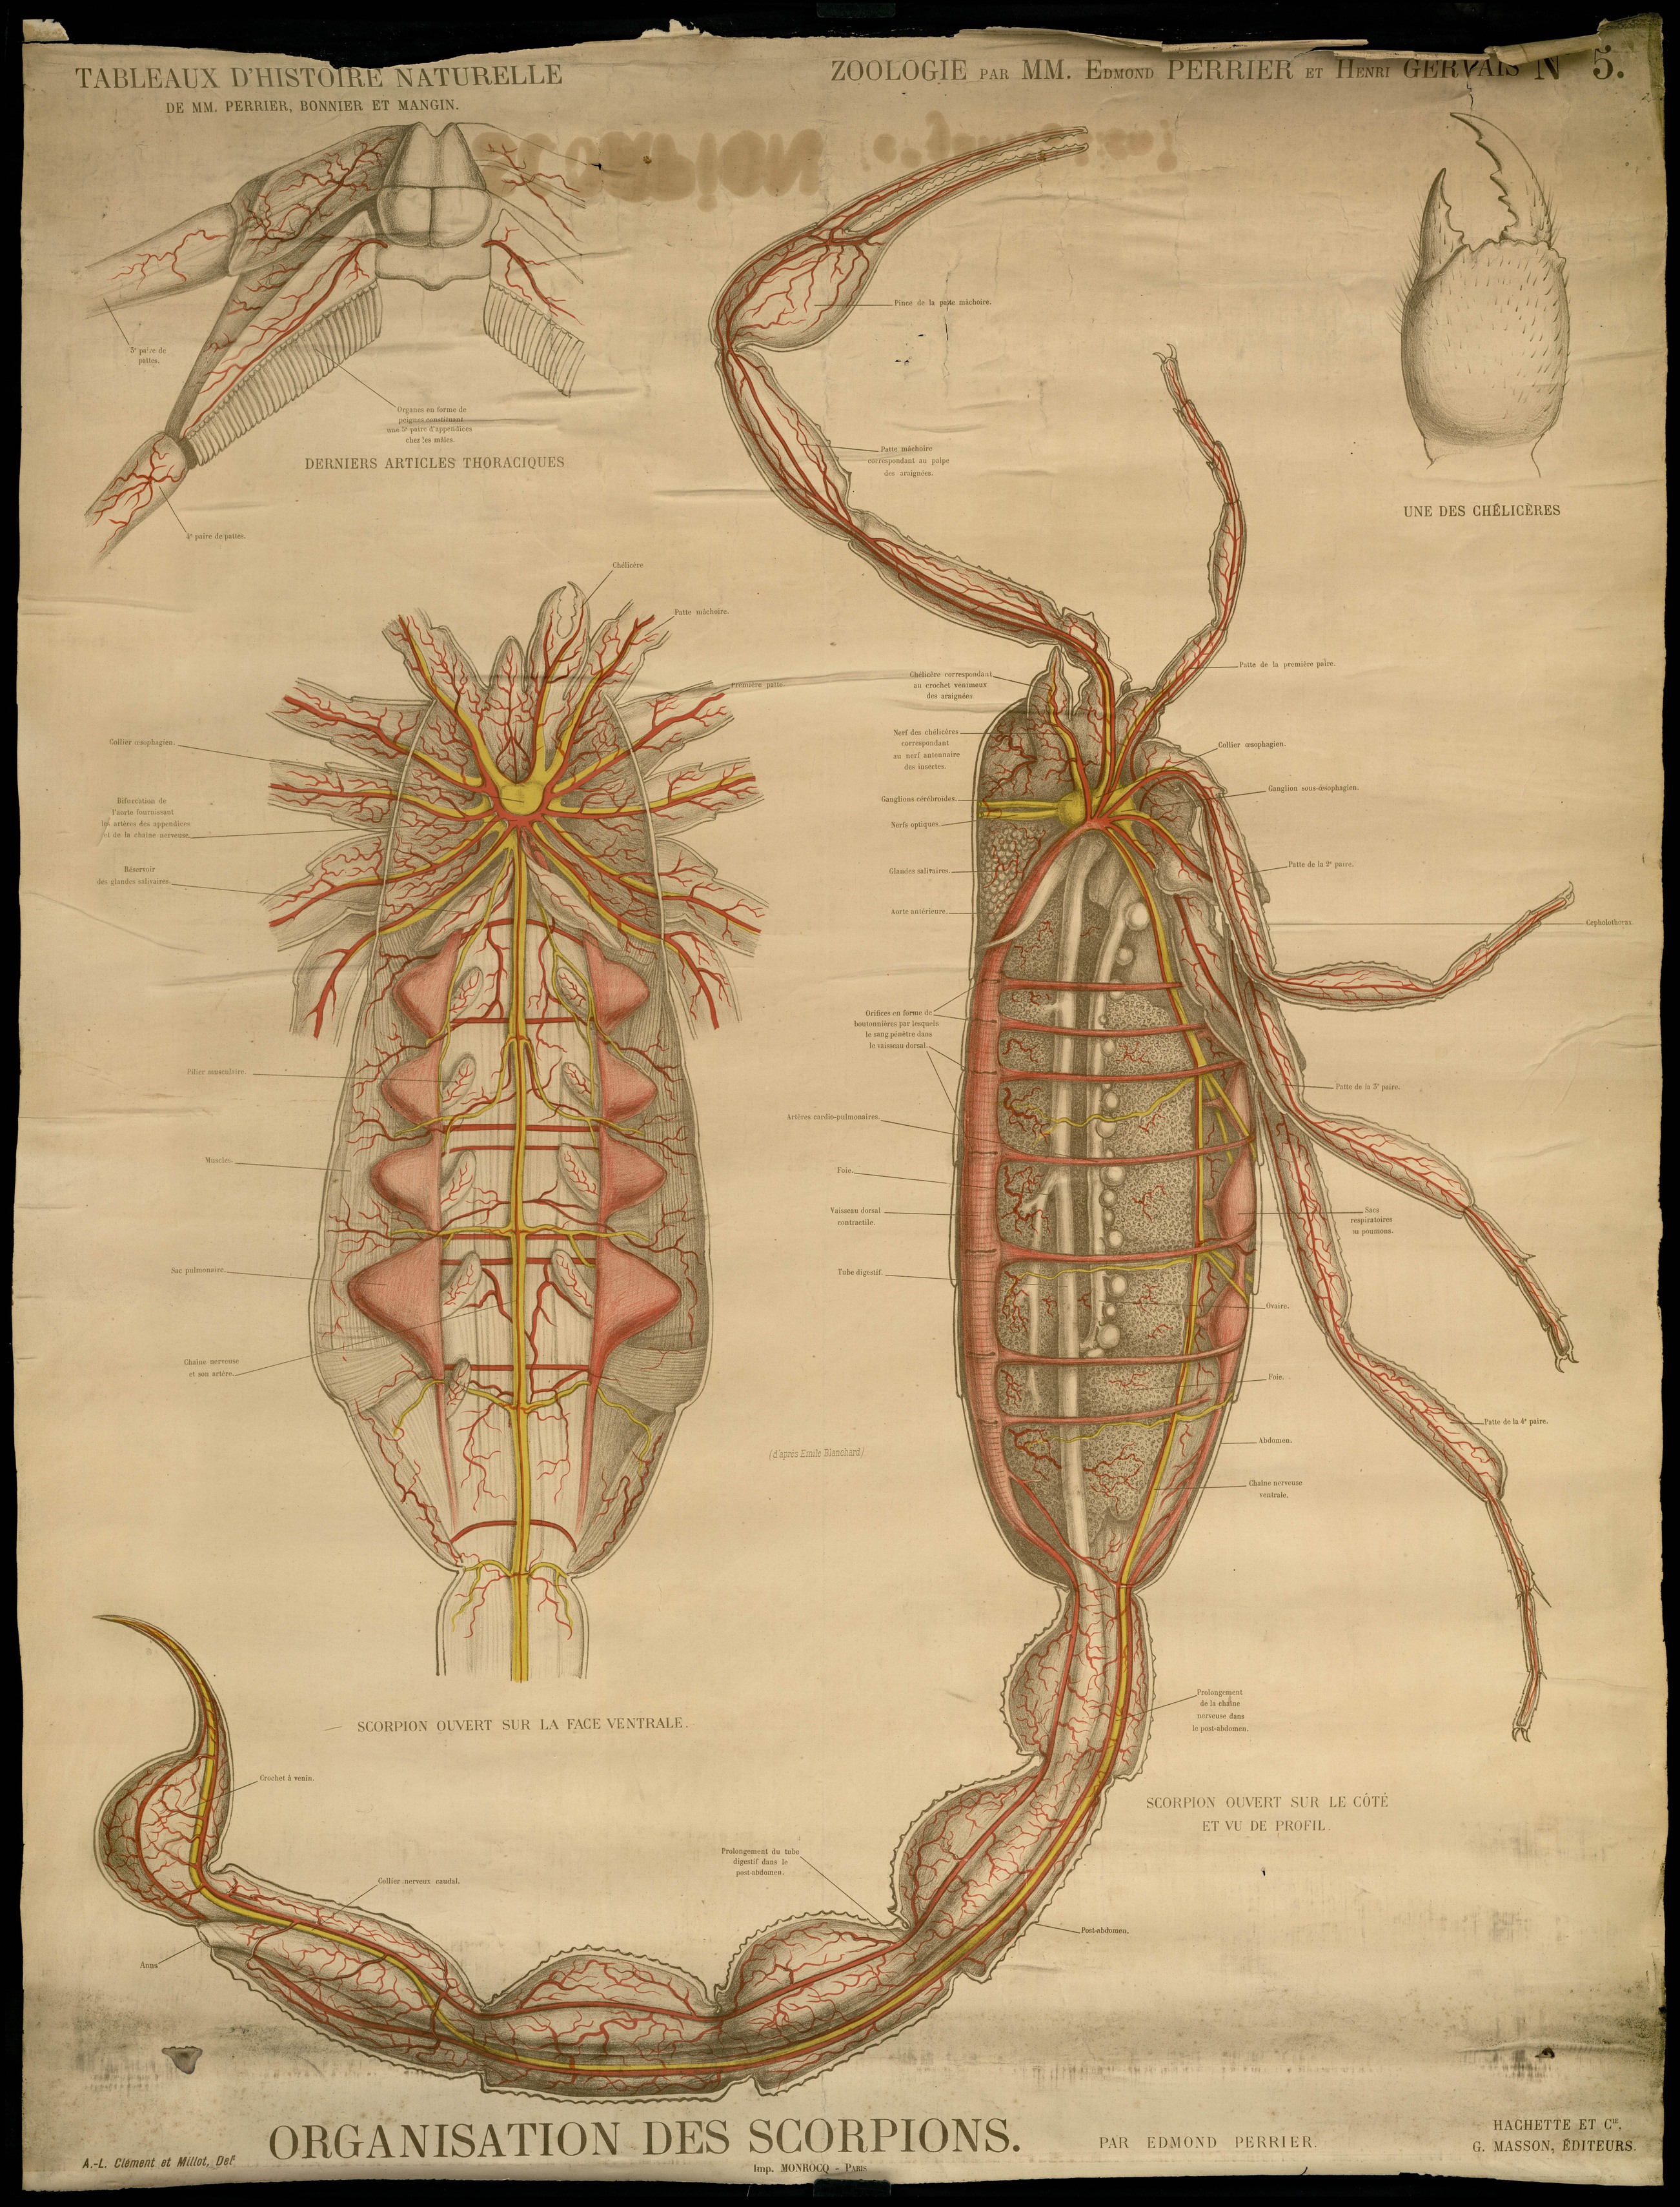 TABLEAUX D'HISTOIRE NATURELLE
DE MM. PERRIER, BONNIER ET MANGIN.
ZOOLOGIE PAR MM. EDMOND PERRIER ET HENRI GERVAIS N° 5.
3e paire de
pattes.
Organes en forme de
peignes constituant
une 5e paire d'appendices
chez les mâles.
DERNIERS ARTICLES THORACIQUES
4e paire de pattes.
Pince de la patte mâchoire.
Patte mâchoire
correspondant au palpe
des araignées.
UNE DES CHÉLICÈRES
Chélicère
Patte mâchoire.
Première patte.
Collier œsophagien.
Bifurcation de
l'aorte fournissant
les artères des appendices
et de la chaîne nerveuse.
Réservoir
des glandes salivaires.
Pilier musculaire.
Muscles.
Sac pulmonaire.
Chaîne nerveuse
et son artère.
SCORPION OUVERT SUR LA FACE VENTRALE.
Patte de la première paire.
Chélicère correspondant
au crochet venimeux
des araignées
Nerf des chélicères
correspondant
au nerf antennaire
des insectes.
Collier œsophagien.
Ganglions cérébroïdes.
Ganglion sous-œsophagien.
Nerfs optiques
Glandes salivaires.
Patte de la 2e paire.
Aorte antérieure.
Cephalothorax.
Orifices en forme de
boutonnières par lesquels
le sang pénètre dans
le vaisseau dorsal.
Patte de la 3e paire.
Artères cardio-pulmonaires.
Foie.
Vaisseau dorsal
contractile.
Sacs
respiratoires
ou poumons.
Tube digestif.
Ovaire.
Foie.
Patte de la 4e paire.
Abdomen.
(d'après Emile Blanchard)
Chaîne nerveuse
ventrale.
Prolongement
de la chaîne
nerveuse dans
le post-abdomen.
SCORPION OUVERT SUR LE CÔTÉ
ET VU DE PROFIL.
Crochet à venin.
Prolongement du tube
digestif dans le
post-abdomen.
Collier nerveux caudal.
Post-abdomen.
Anus
ORGANISATION DES SCORPIONS.
PAR EDMOND PERRIER.
HACHETTE ET Cie.
G. MASSON, ÉDITEURS.
A.-L. Clément et Millot, Delt
Imp. MONROCQ - PARIS